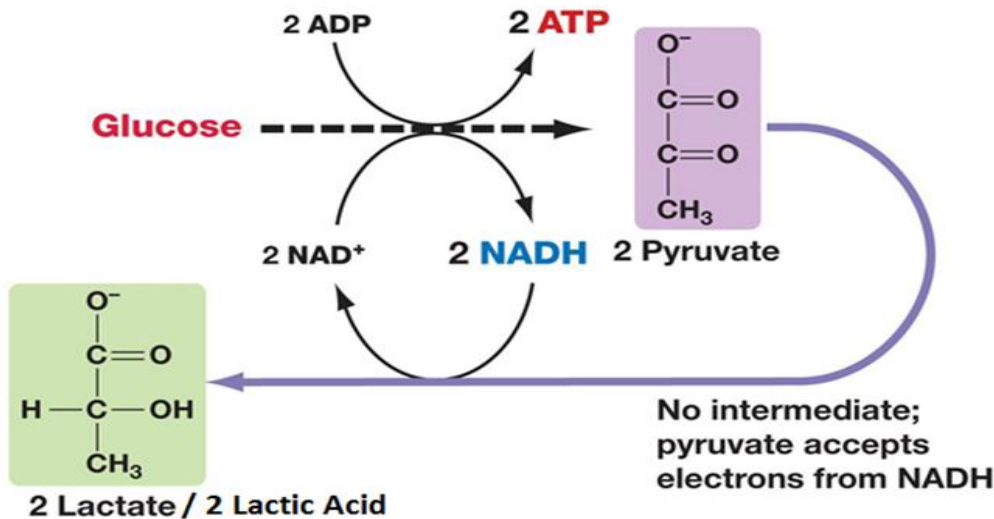 2 ADP
2 ATP
Glucose
O⁻
C=O
C=O
CH₃
2 NAD⁺
2 NADH
2 Pyruvate
O⁻
C=O
H—C—OH
CH₃
2 Lactate / 2 Lactic Acid
No intermediate;
pyruvate accepts
electrons from NADH